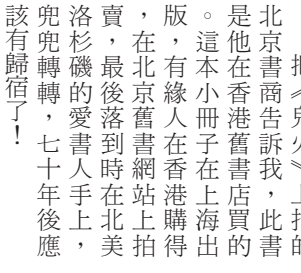 北京書商告訴我，此書
是他在香港舊書店買的
。這本小冊子在上海出
版，有緣人在香港購得
，在北京舊書網站上拍
賣，最後落到時在北美
洛杉磯的愛書人手上，
兜兜轉轉，七十年後應
該有歸宿了！